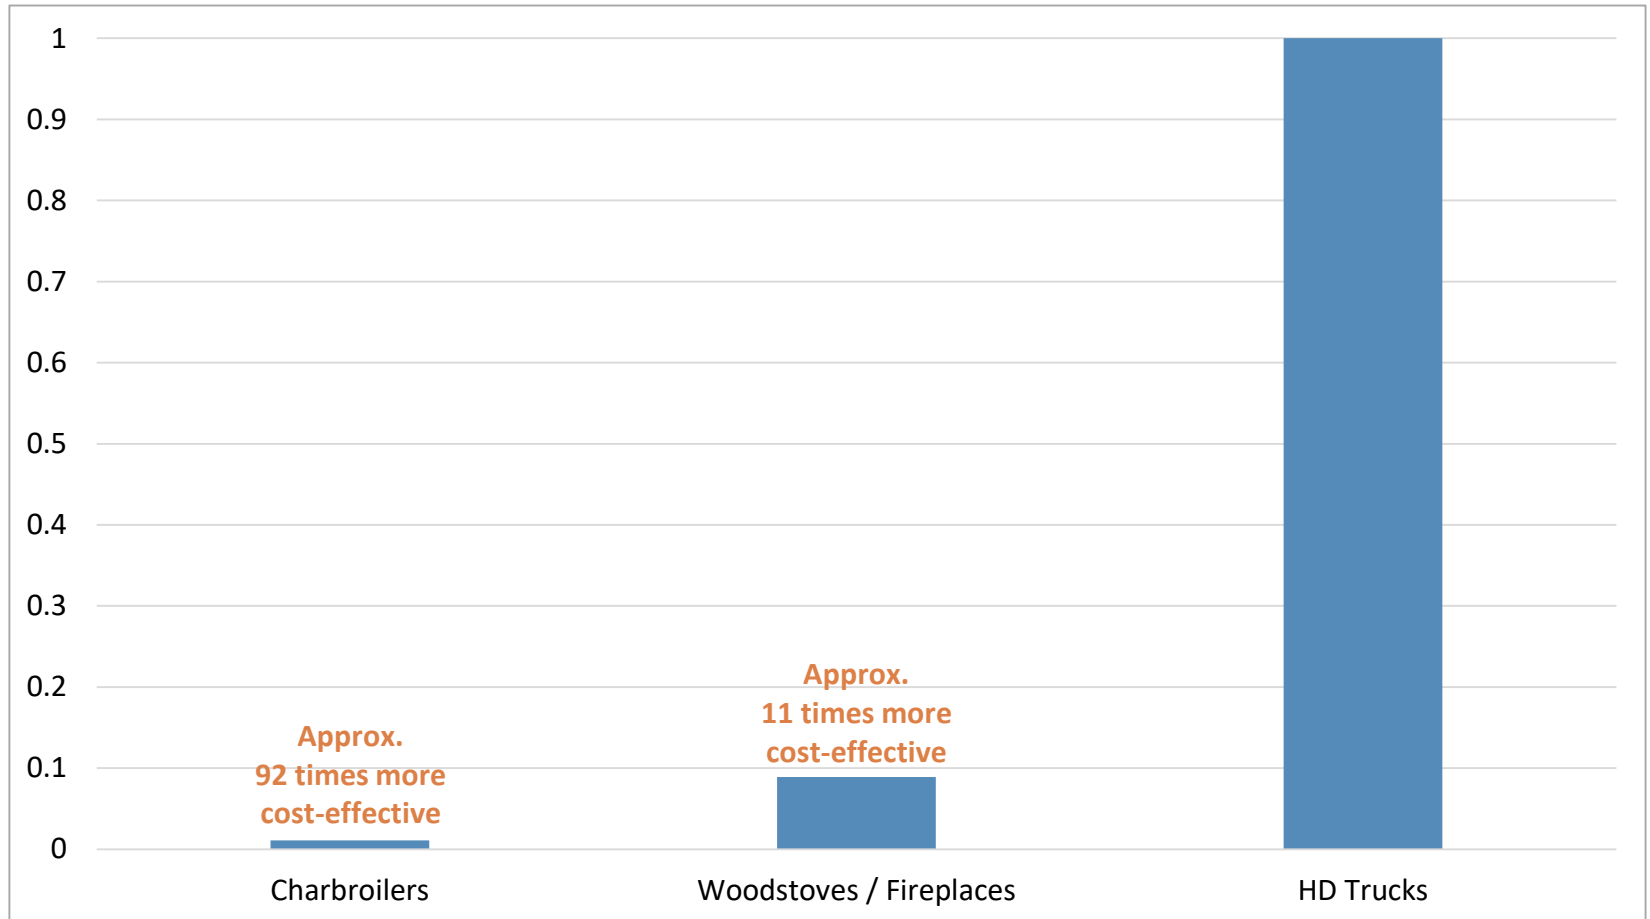 1
0.9
0.8
0.7
0.6
0.5
0.4
0.3
0.2
0.1
0
Approx.
92 times more
cost-effective
Approx.
11 times more
cost-effective
Charbroilers
Woodstoves / Fireplaces
HD Trucks